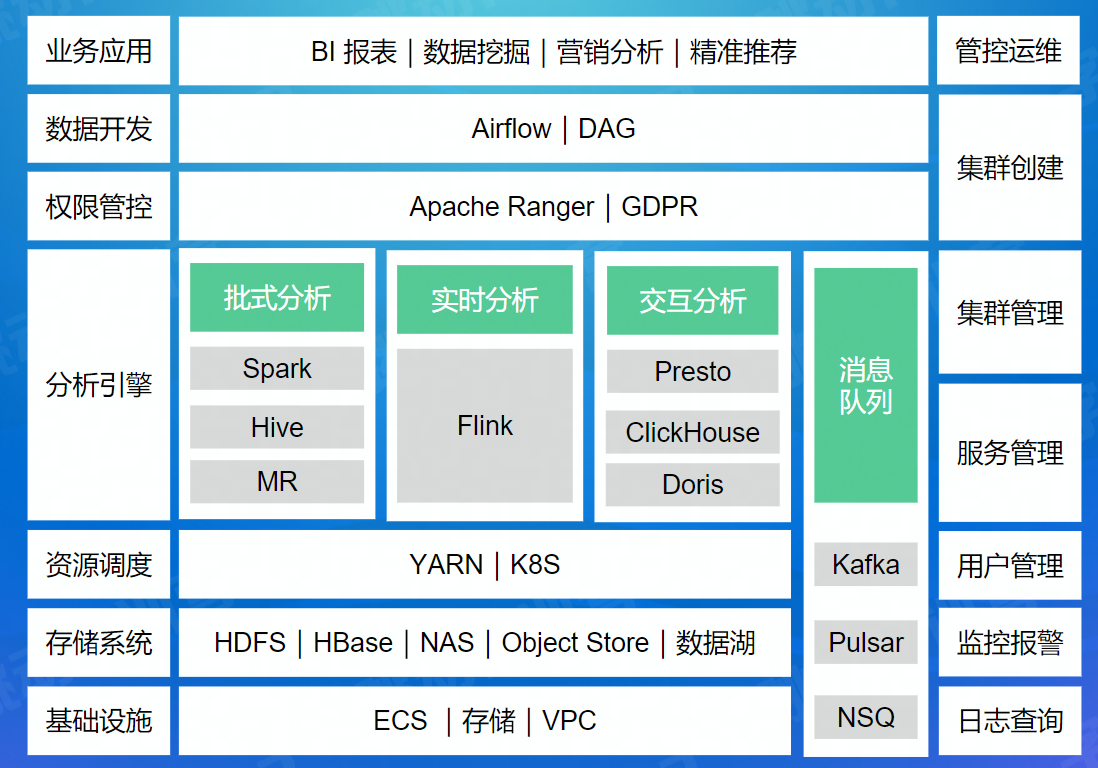 业务应用
BI 报表｜数据挖掘｜营销分析｜精准推荐
管控运维
数据开发
Airflow｜DAG
集群创建
权限管控
Apache Ranger｜GDPR
分析引擎
批式分析
Spark
Hive
MR
实时分析
Flink
交互分析
Presto
ClickHouse
Doris
消息
队列
Kafka
Pulsar
NSQ
集群管理
服务管理
资源调度
YARN｜K8S
用户管理
存储系统
HDFS｜HBase｜NAS｜Object Store｜数据湖
监控报警
基础设施
ECS ｜存储｜VPC
日志查询